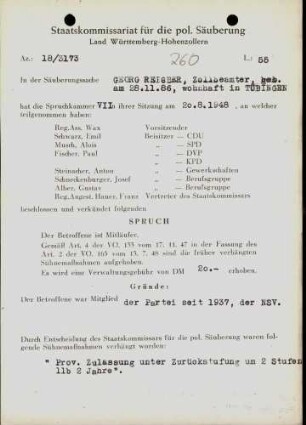 Staatskommissariat für die pol. Säuberung
Land Württemberg-Hohenzollern
Nr. 18/3173 260 L: 55
In der Säuberungssache GEORG Zollbeamter, geb.
am 28.11.86, wohnhaft in TÜBINGEN
hat die Spruchkammer VII in ihrer Sitzung am 20.8.1948, an welcher
teilgenommen haben:
Reg.Ass. Wax Vorsitzender
Schwarz, Emil Beisitzer – CDU
Musch, Alois „ – SPD
Fischer, Paul „ – DVP
„ – KPD
Steinacher, Anton „ – Gewerkschaften
Schneckenburger, Josef „ – Berufsgruppe
Alber, Gustav „ – Berufsgruppe
Reg.Angest. Hauer, Franz Vertreter des Staatskommissars
beschlossen und verkündet folgenden
SPRUCH
Der Betroffene ist Mitläufer.
Gemäß Art. 4 der VO. 133 vom 17. 11. 47 in der Fassung des
Art. 2 der VO. 165 vom 13. 7. 48 sind die früher verhängten
Sühnemaßnahmen aufgehoben.
Es wird eine Verwaltungsgebühr von DM 20.- erhoben.
Gründe:
Der Betroffene war Mitglied der Partei seit 1937, der NSV.
Durch Entscheidung des Staatskommissars für die pol. Säuberung waren folgende Sühnemaßnahmen verhängt worden:
" Prov. Zulassung unter Zurückstufung um 2 Stufen
2 Jahre".